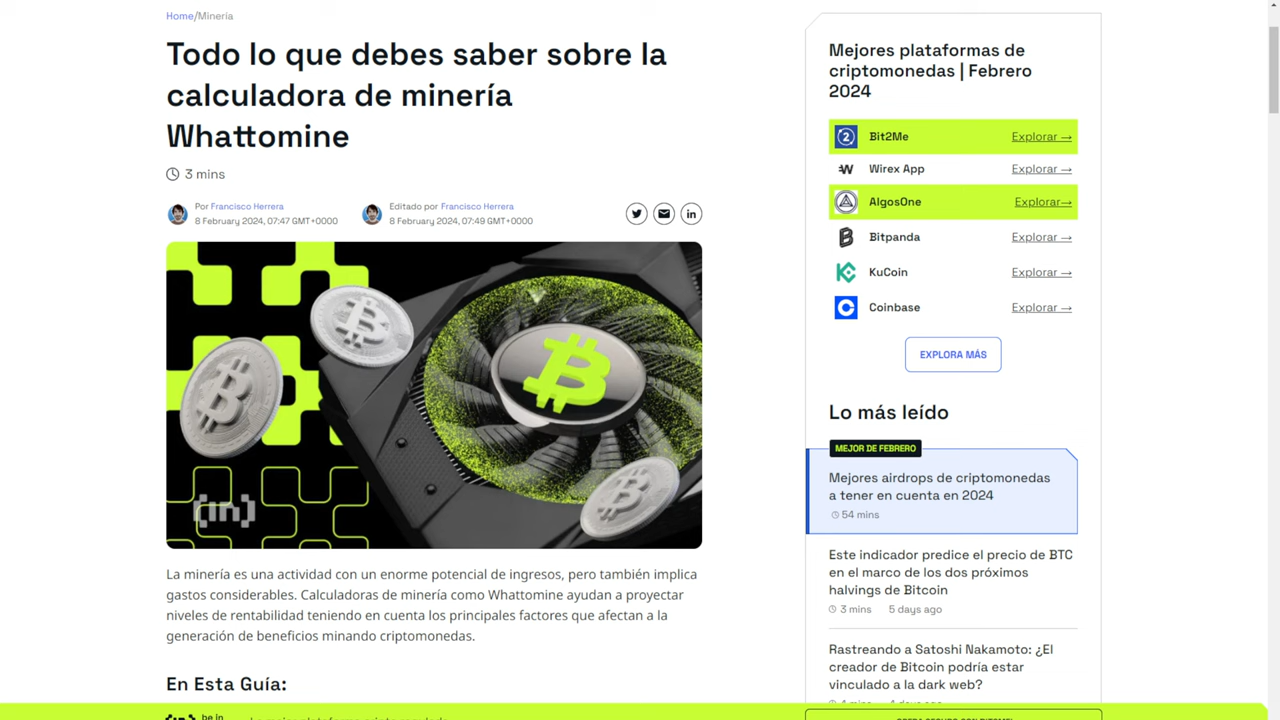 Home/Minería
Todo lo que debes saber sobre la
calculadora de minería
Whattomine
3 mins
Por Francisco Herrera
8 February 2024, 07:47 GMT+0000
Editado por Francisco Herrera
8 February 2024, 07:49 GMT+0000
in
[in]
La minería es una actividad con un enorme potencial de ingresos, pero también implica
gastos considerables. Calculadoras de minería como Whattomine ayudan a proyectar
niveles de rentabilidad teniendo en cuenta los principales factores que afectan a la
generación de beneficios minando criptomonedas.
En Esta Guía:
be in
Mejores plataformas de
criptomonedas | Febrero
2024
Bit2Me Explorar →
Wirex App Explorar →
AlgosOne Explorar→
Bitpanda Explorar →
KuCoin Explorar →
Coinbase Explorar →
EXPLORA MÁS
Lo más leído
MEJOR DE FEBRERO
Mejores airdrops de criptomonedas
a tener en cuenta en 2024
54 mins
Este indicador predice el precio de BTC
en el marco de los dos próximos
halvings de Bitcoin
3 mins 5 days ago
Rastreando a Satoshi Nakamoto: ¿El
creador de Bitcoin podría estar
vinculado a la dark web?